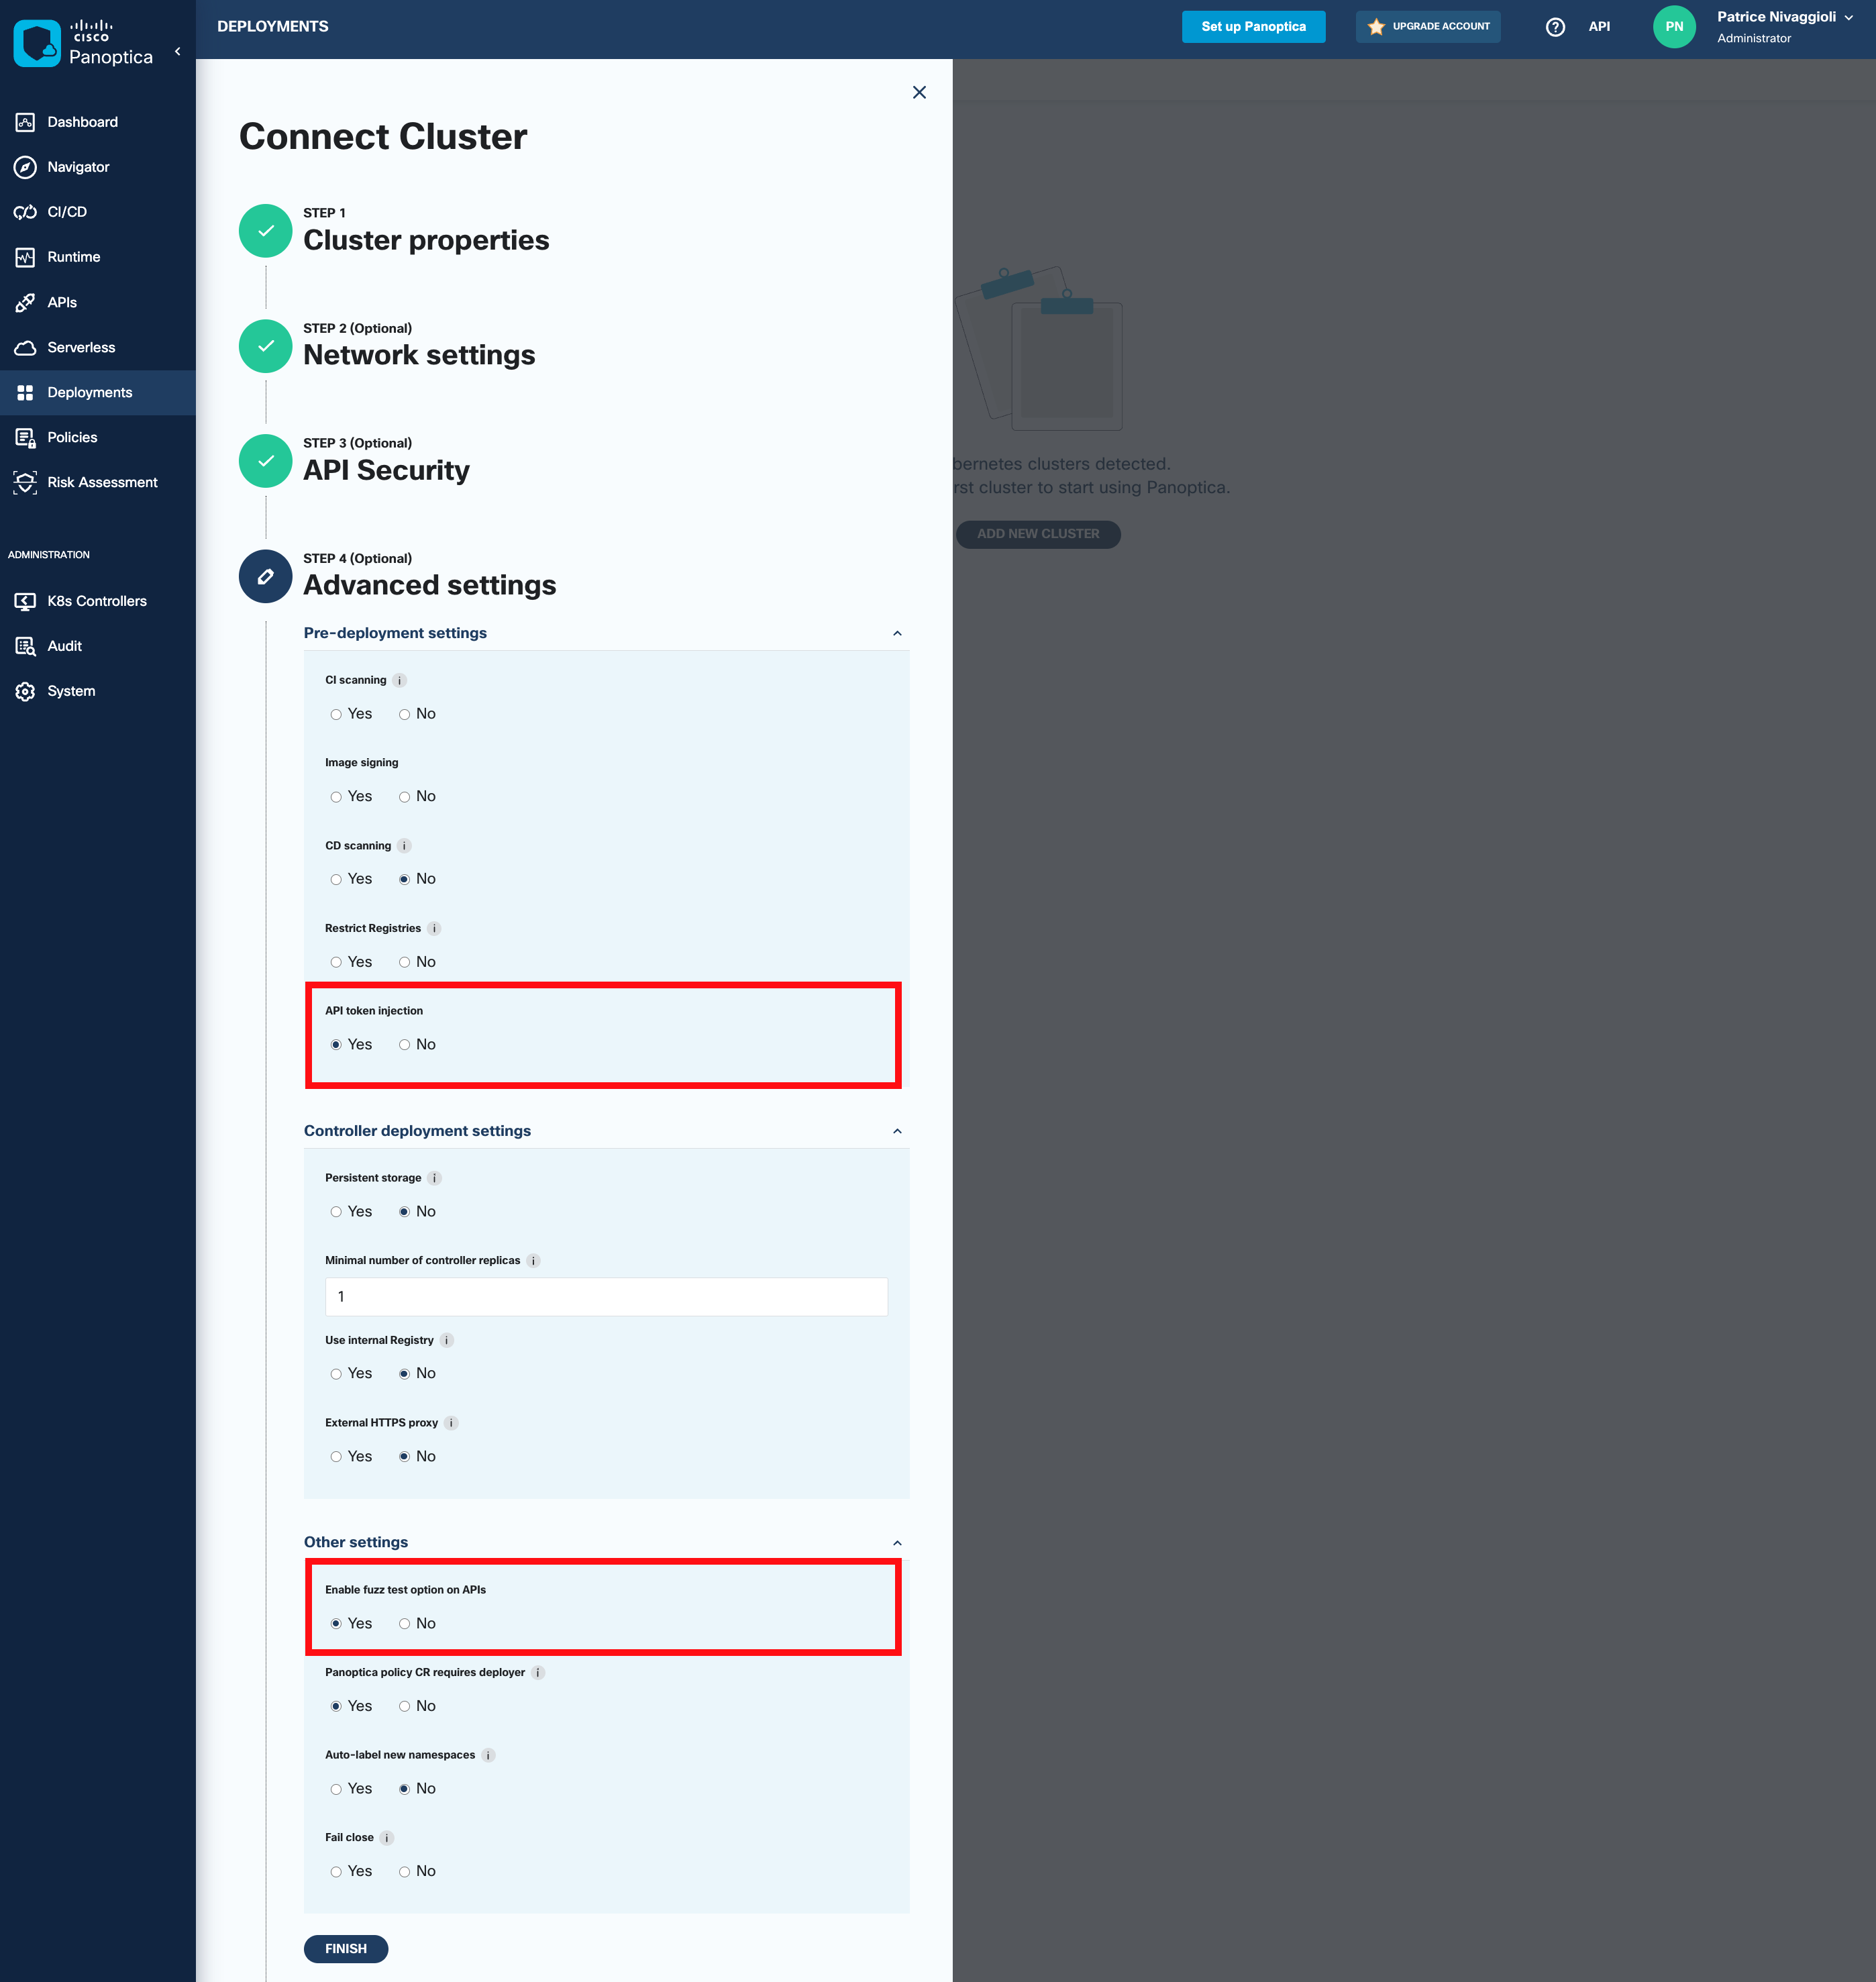 cisco
Panoptica
DEPLOYMENTS
Set up Panoptica
UPGRADE ACCOUNT
API
PN
Patrice Nivaggioli
Administrator
Dashboard
Navigator
CI/CD
Runtime
APIs
Serverless
Deployments
Policies
Risk Assessment
ADMINISTRATION
K8s Controllers
Audit
System
Connect Cluster
STEP 1
Cluster properties
STEP 2 (Optional)
Network settings
STEP 3 (Optional)
API Security
STEP 4 (Optional)
Advanced settings
Pre-deployment settings
CI scanning i
Yes No
Image signing
Yes No
CD scanning i
Yes No
Restrict Registries i
Yes No
API token injection
Yes No
Controller deployment settings
Persistent storage i
Yes No
Minimal number of controller replicas i
1
Use internal Registry i
Yes No
External HTTPS proxy i
Yes No
Other settings
Enable fuzz test option on APIs
Yes No
Panoptica policy CR requires deployer i
Yes No
Auto-label new namespaces i
Yes No
Fail close i
Yes No
FINISH
bernetes clusters detected.
rst cluster to start using Panoptica.
ADD NEW CLUSTER